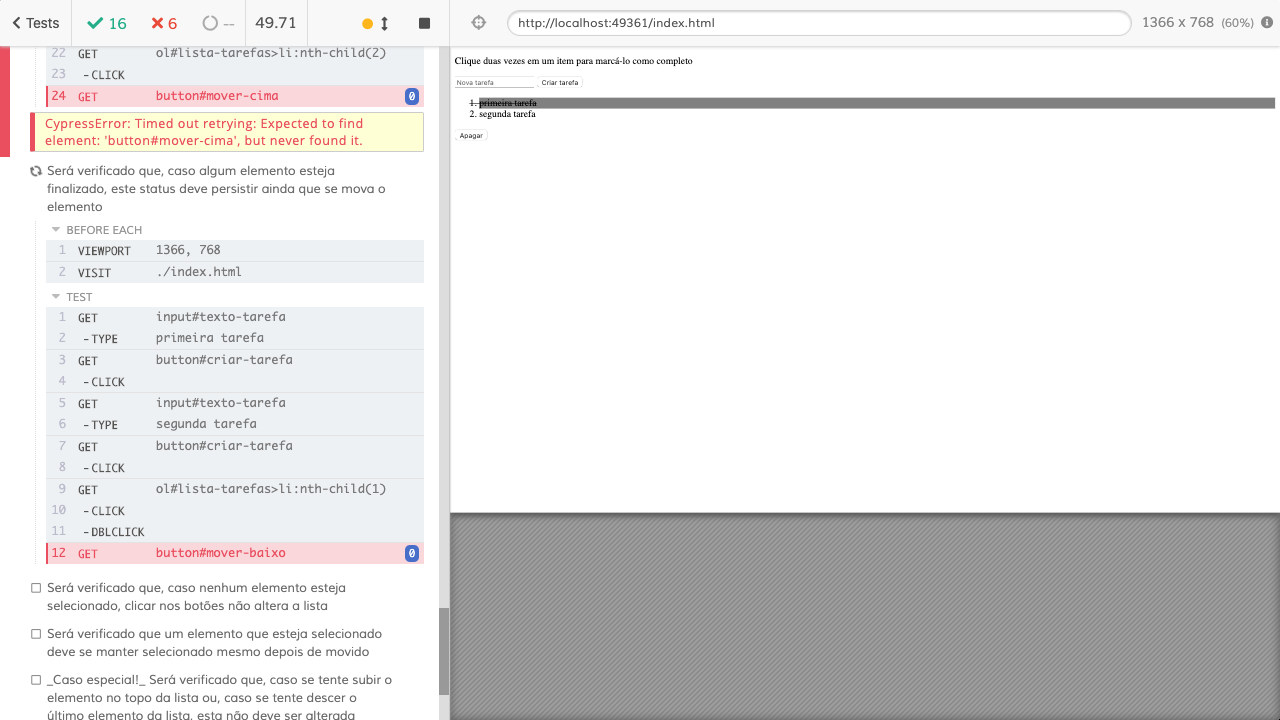 Tests 16 6 -- 49.71
http://localhost:49361/index.html 1366 x 768 (60%)
22 GET ol#lista-tarefas>li:nth-child(2)
23 -CLICK
24 GET button#mover-cima 0
CypressError: Timed out retrying: Expected to find
element: 'button#mover-cima', but never found it.
Será verificado que, caso algum elemento esteja
finalizado, este status deve persistir ainda que se mova o
elemento
BEFORE EACH
1 VIEWPORT 1366, 768
2 VISIT ./index.html
TEST
1 GET input#texto-tarefa
2 -TYPE primeira tarefa
3 GET button#criar-tarefa
4 -CLICK
5 GET input#texto-tarefa
6 -TYPE segunda tarefa
7 GET button#criar-tarefa
8 -CLICK
9 GET ol#lista-tarefas>li:nth-child(1)
10 -CLICK
11 -DBLCLICK
12 GET button#mover-baixo 0
Será verificado que, caso nenhum elemento esteja
selecionado, clicar nos botões não altera a lista
Será verificado que um elemento que esteja selecionado
deve se manter selecionado mesmo depois de movido
_Caso especial!_ Será verificado que, caso se tente subir o
elemento no topo da lista ou, caso se tente descer o
último elemento da lista, esta não deve ser alterada
Clique duas vezes em um item para marcá-lo como completo
Nova tarefa Criar tarefa
1. primeira tarefa
2. segunda tarefa
Apagar